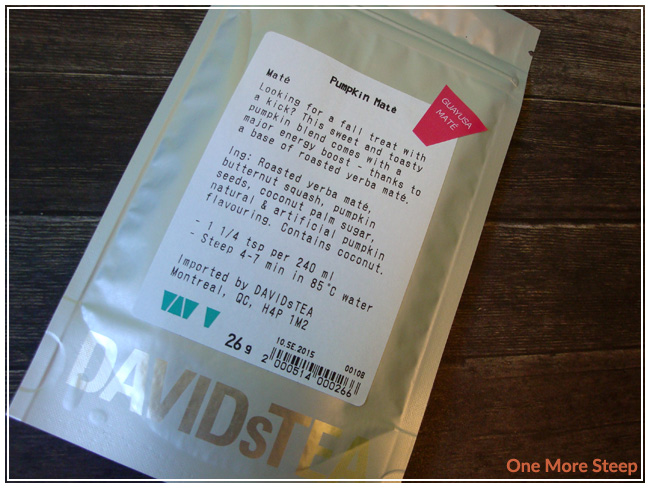 Maté
Pumpkin Maté
GUAYUSA
MATÉ
Looking for a fall treat with
a kick? This sweet and toasty
pumpkin blend comes with a
major energy boost - thanks to
a base of roasted yerba maté.
Ing: Roasted yerba maté,
butternut squash, pumpkin
seeds, coconut palm sugar,
natural & artificial pumpkin
flavouring. Contains coconut.
- 1 1/4 tsp per 240 ml
- Steep 4-7 min in 85°C water
Imported by DAVIDsTEA
Montreal, QC, H4P 1M2
26g
10.SE.2015
00108
2 000514 000266
DAVIDsTEA
One More Steep